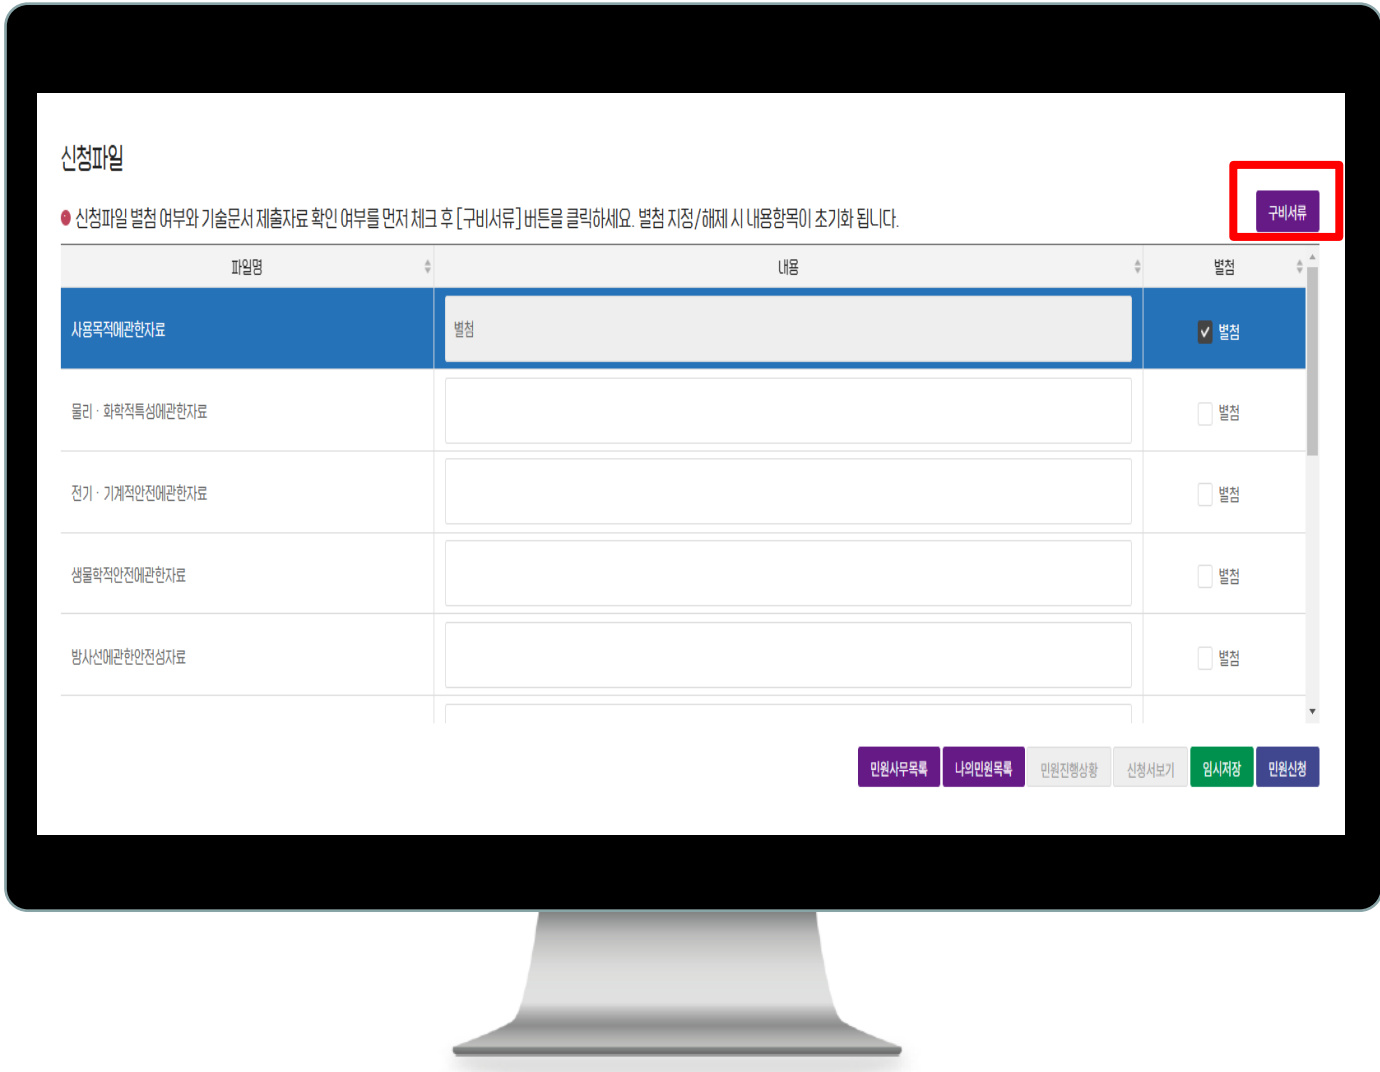 신청파일
신청파일 별첨 여부와 기술문서 제출자료 확인 여부를 먼저 체크 후 [구비서류] 버튼을 클릭하세요. 별첨 지정/해제 시 내용항목이 초기화 됩니다.
구비서류
파일명 내용 별첨
사용목적에관한자료 별첨 별첨
물리 · 화학적특성에관한자료 별첨
전기 · 기계적안전에관한자료 별첨
생물학적안전에관한자료 별첨
방사선에관한안전성자료 별첨
민원사무목록 나의민원목록 민원진행상황 신청서보기 임시저장 민원신청